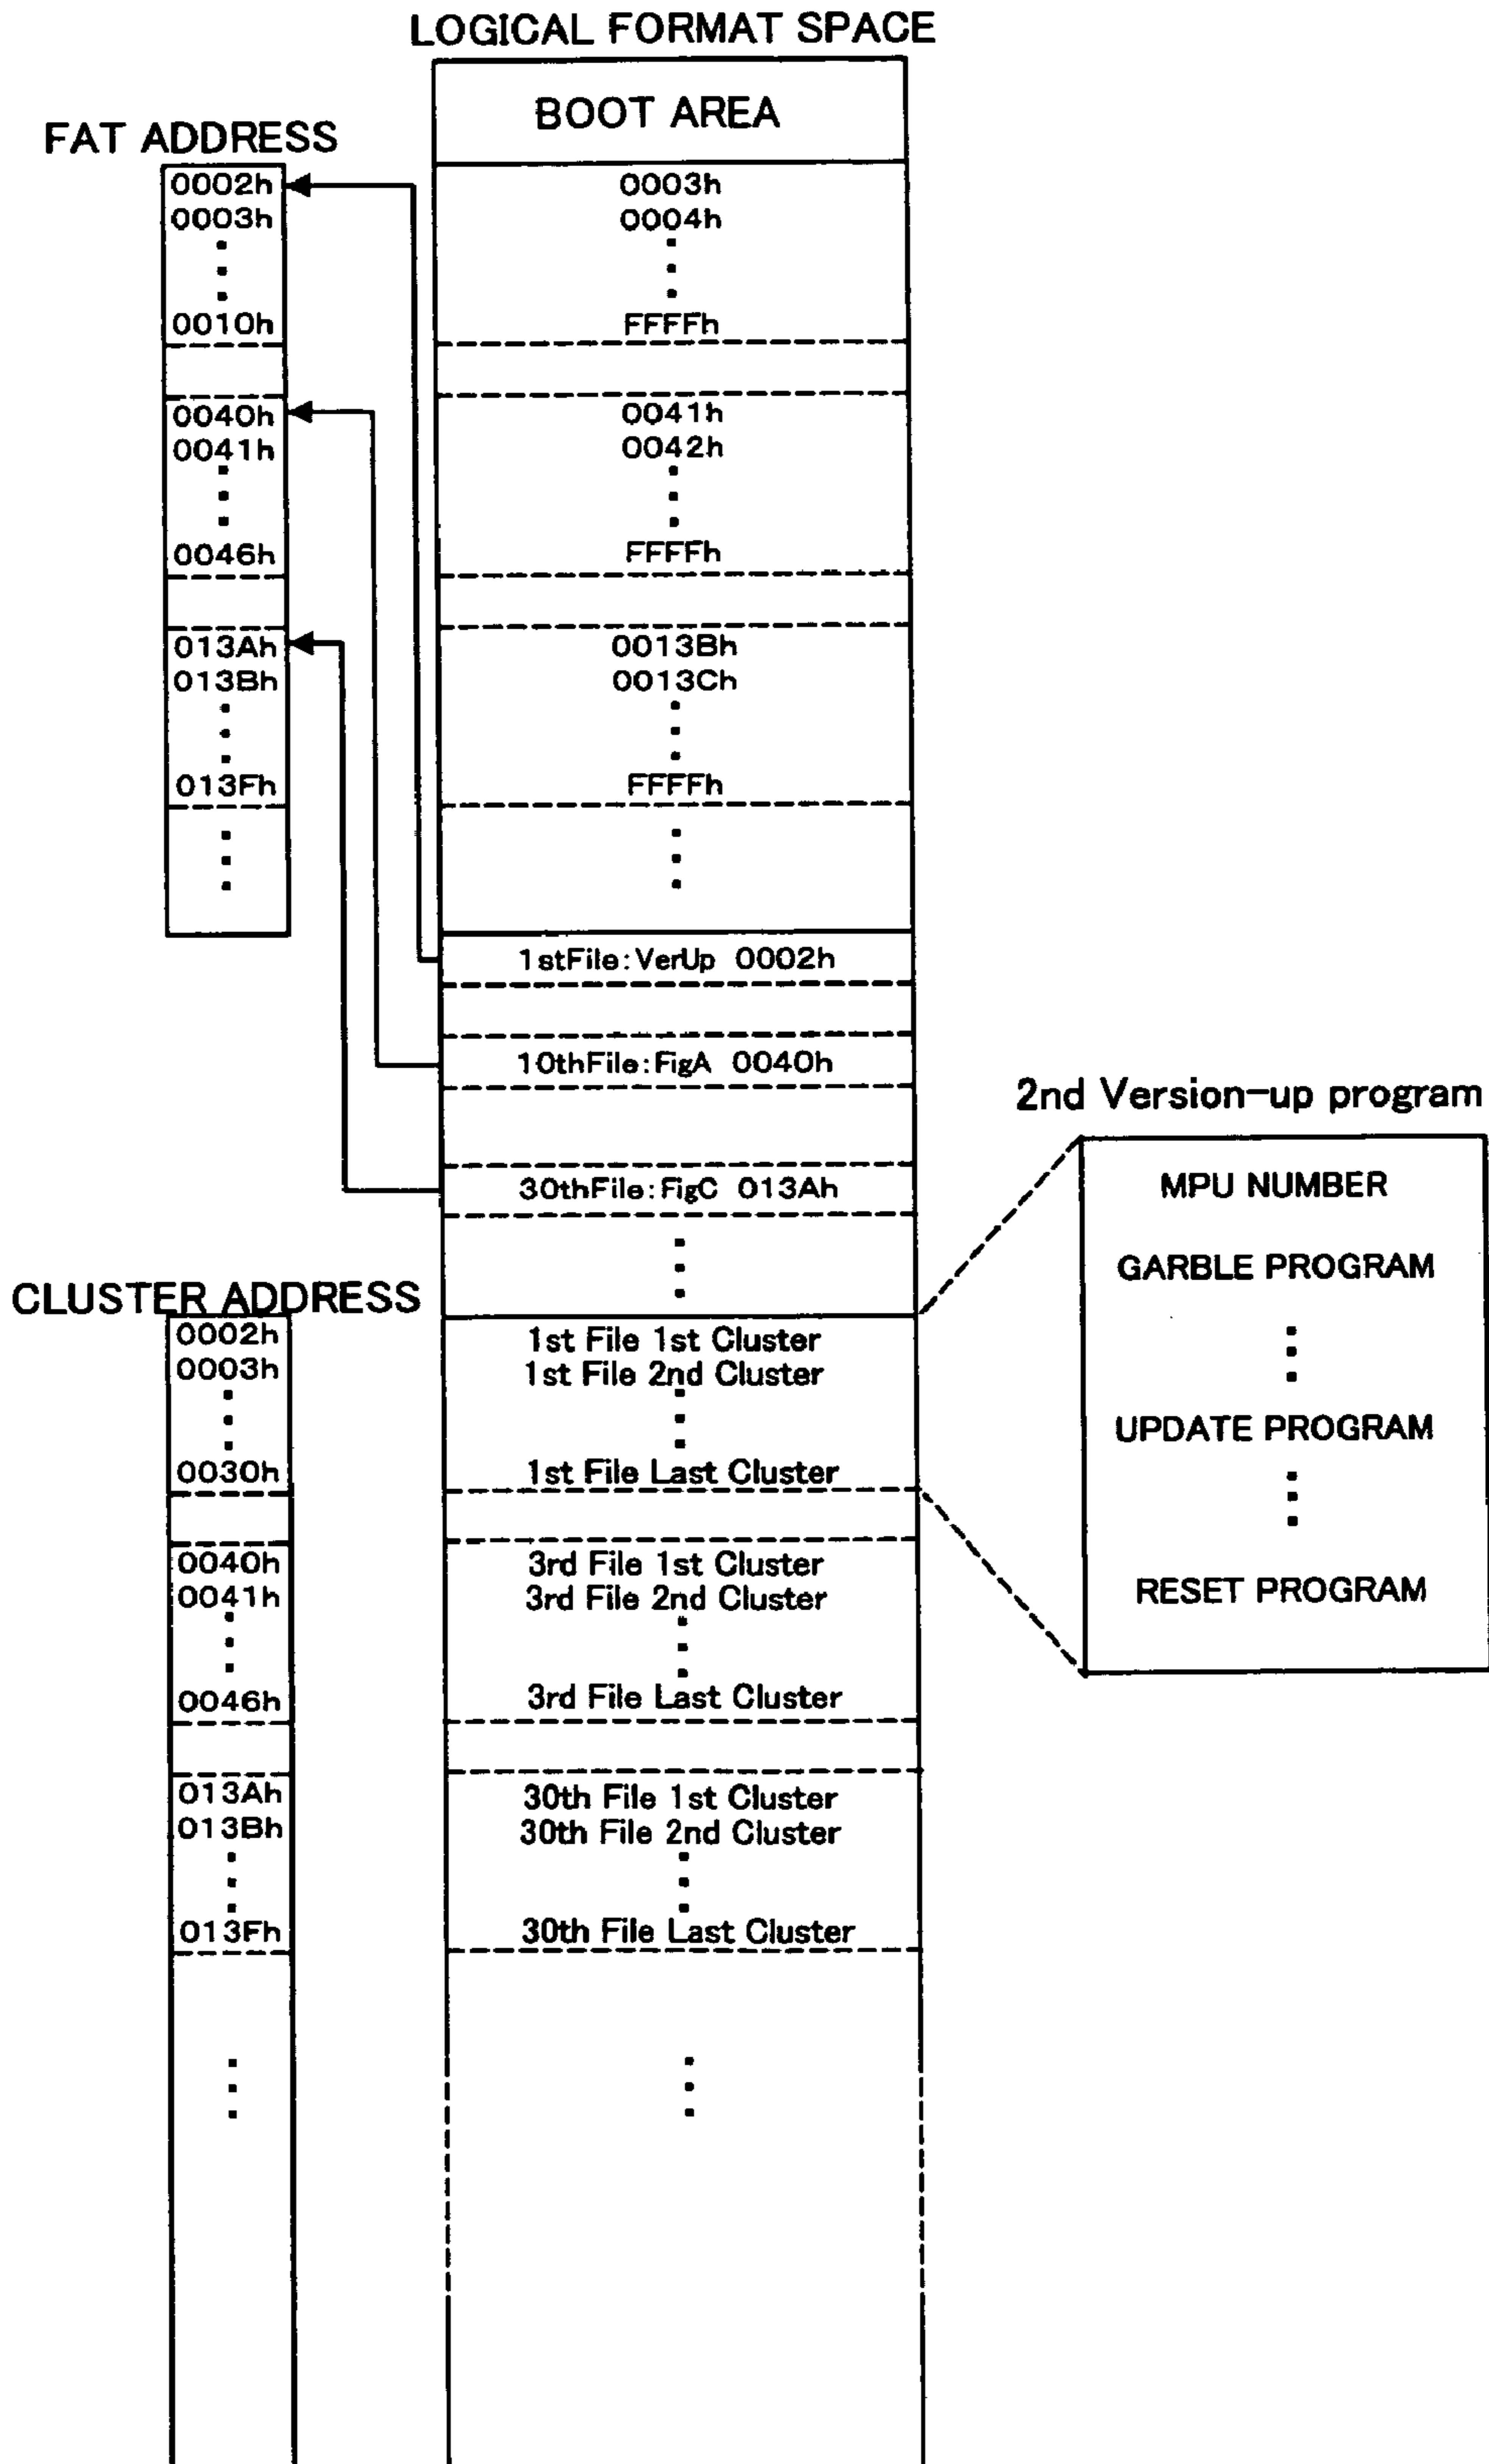 LOGICAL FORMAT SPACE
BOOT AREA
FAT ADDRESS
0002h 0003h
0003h 0004h
0010h FFFFh
0040h 0041h
0041h 0042h
0046h FFFFh
013Ah 0013Bh
013Bh 0013Ch
013Fh FFFFh
1stFile:VerUp 0002h
10thFile:FigA 0040h
30thFile:FigC 013Ah
2nd Version-up program
MPU NUMBER
GARBLE PROGRAM
UPDATE PROGRAM
RESET PROGRAM
CLUSTER ADDRESS
0002h 1st File 1st Cluster
0003h 1st File 2nd Cluster
0030h 1st File Last Cluster
0040h 3rd File 1st Cluster
0041h 3rd File 2nd Cluster
0046h 3rd File Last Cluster
013Ah 30th File 1st Cluster
013Bh 30th File 2nd Cluster
013Fh 30th File Last Cluster